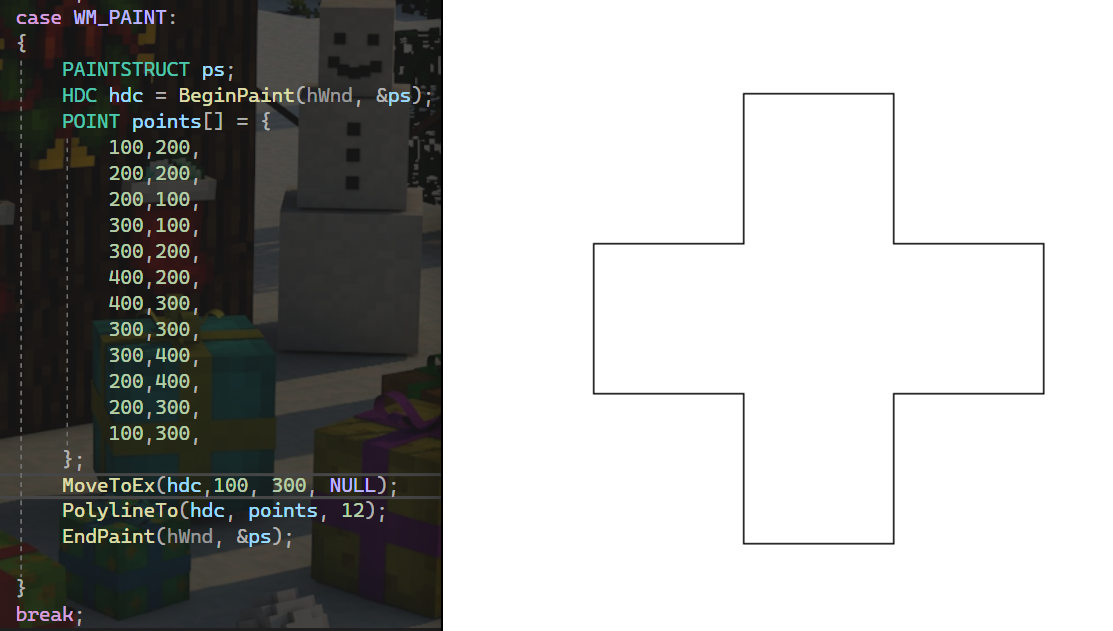 case WM_PAINT:
{
PAINTSTRUCT ps;
HDC hdc = BeginPaint(hWnd, &ps);
POINT points[] = {
100,200,
200,200,
200,100,
300,100,
300,200,
400,200,
400,300,
300,300,
300,400,
200,400,
200,300,
100,300,
};
MoveToEx(hdc,100, 300, NULL);
PolylineTo(hdc, points, 12);
EndPaint(hWnd, &ps);
}
break;